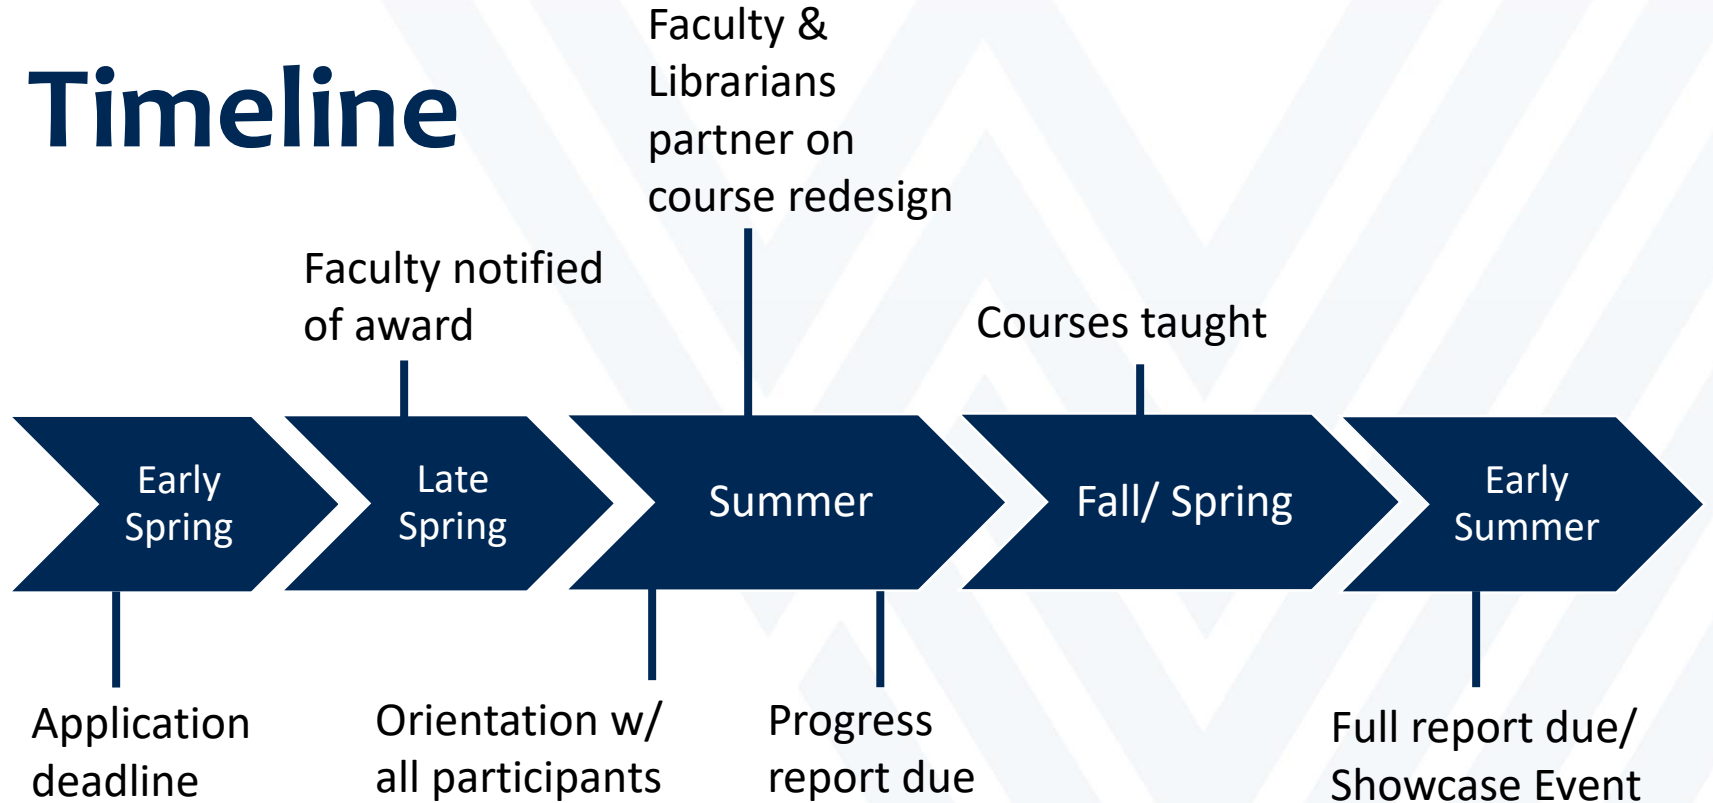 Timeline
Faculty &
Librarians
partner on
course redesign
Faculty notified
of award
Courses taught
Early
Spring
Late
Spring
Summer
Fall/ Spring
Early
Summer
Application
deadline
Orientation w/
all participants
Progress
report due
Full report due/
Showcase Event